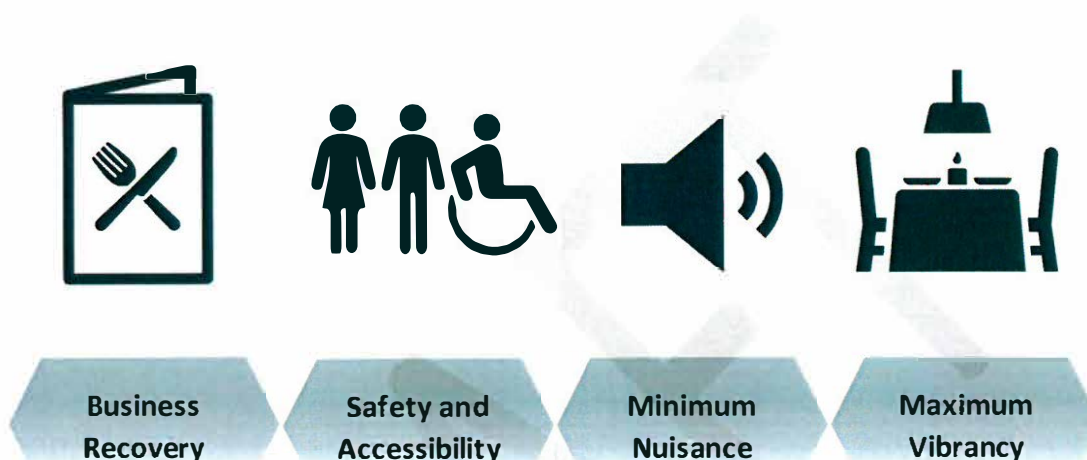 Business
Recovery
Safety and
Accessibility
Minimum
Nuisance
Maximum
Vibrancy